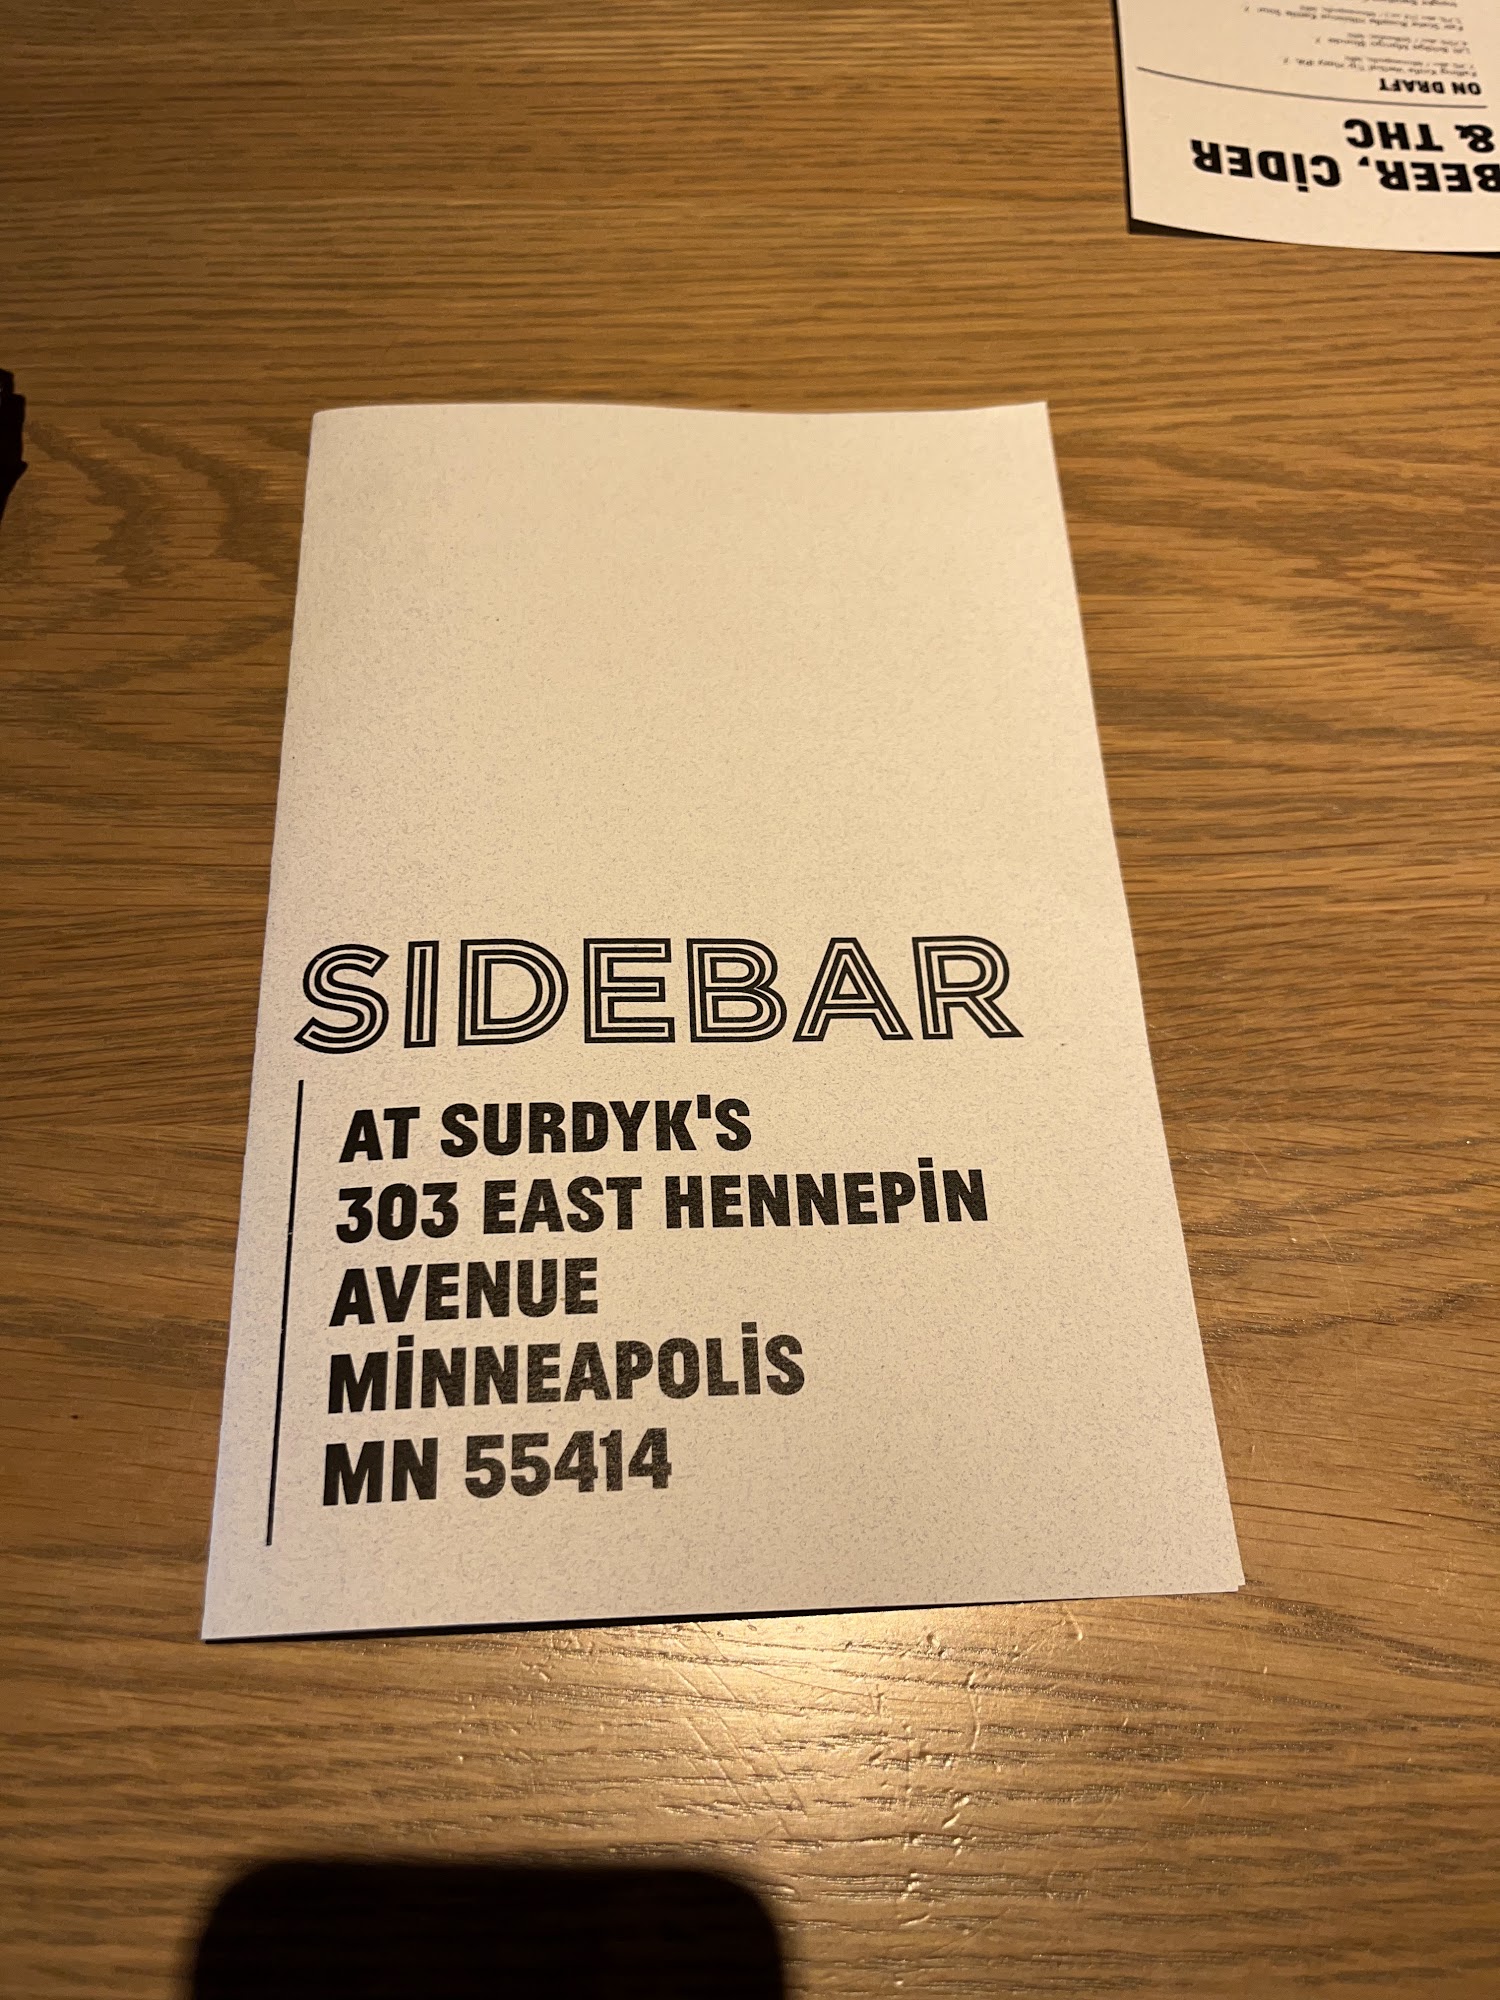 SIDEBAR
AT SURDYK'S
303 EAST HENNEPİN
AVENUE
MİNNEAPOLİS
MN 55414
BEER, CİDER
& THC
ON DRAFT